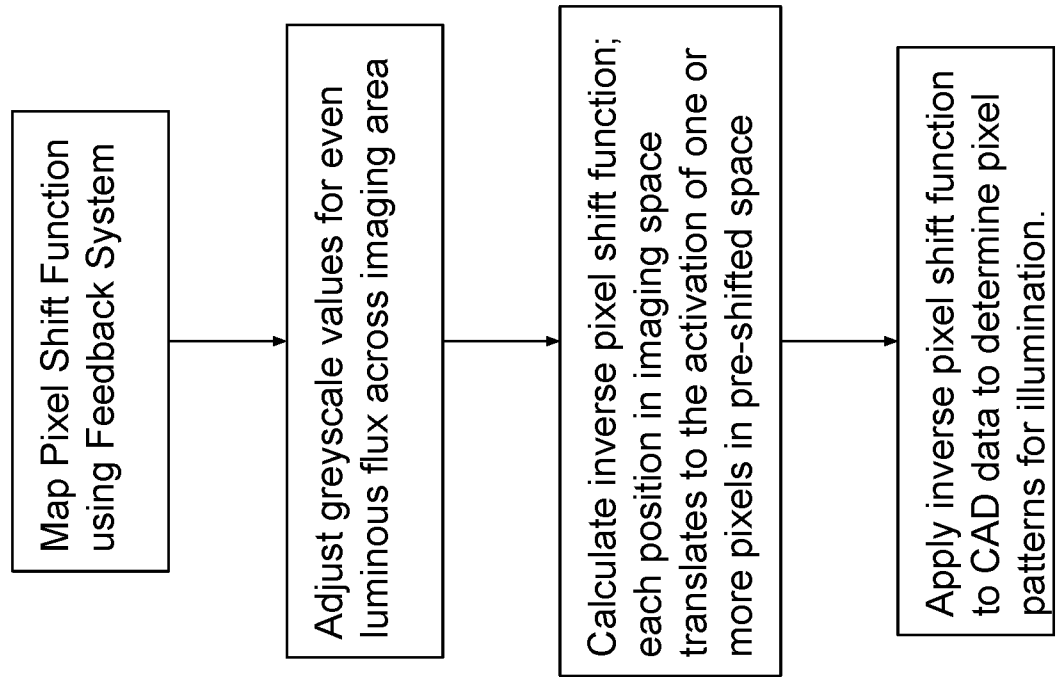 Map Pixel Shift Function
using Feedback System
Adjust greyscale values for even
luminous flux across imaging area
Calculate inverse pixel shift function;
each position in imaging space
translates to the activation of one or
more pixels in pre-shifted space
Apply inverse pixel shift function
to CAD data to determine pixel
patterns for illumination.